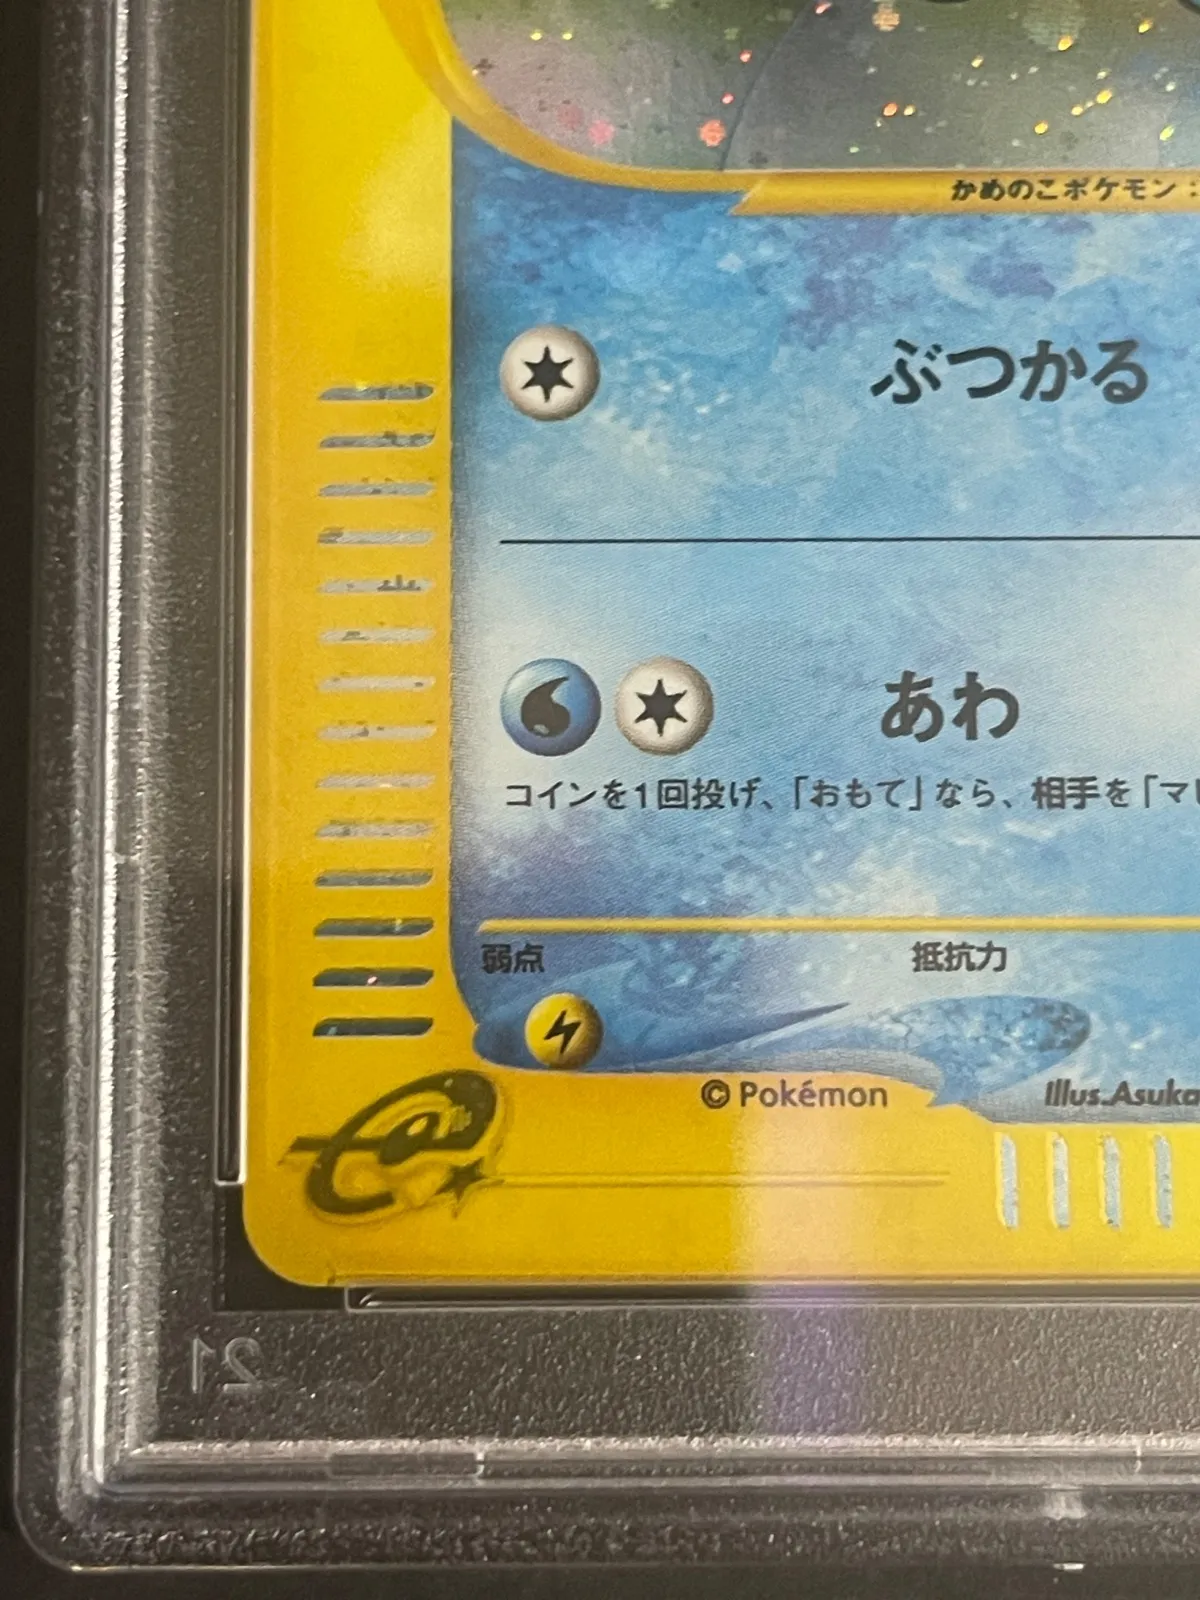 かめのこポケモン：
ぶつかる
あわ
コインを1回投げ、「おもて」なら、相手を「マ
弱点
抵抗力
© Pokémon
Illus.Asuka
21